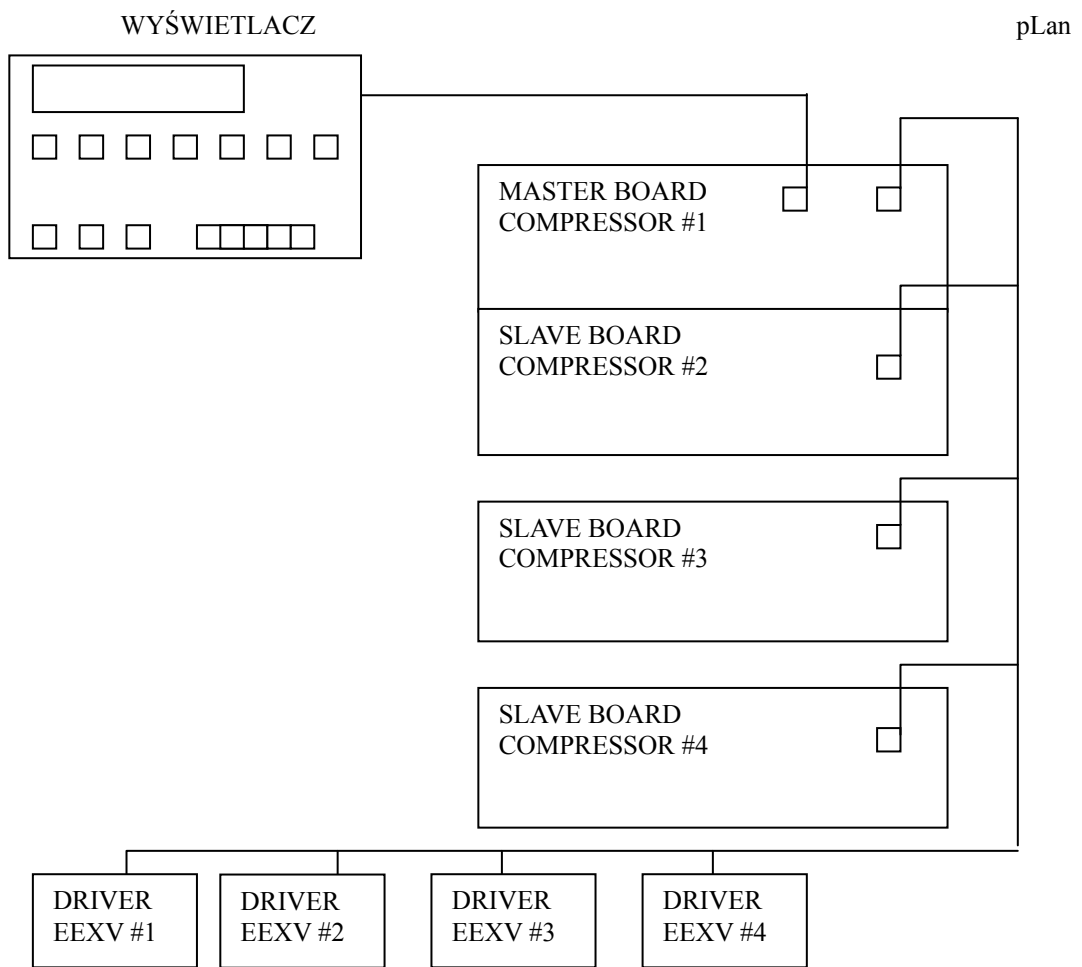 WYŚWIETLACZ
pLan
MASTER BOARD
COMPRESSOR #1
SLAVE BOARD
COMPRESSOR #2
SLAVE BOARD
COMPRESSOR #3
SLAVE BOARD
COMPRESSOR #4
DRIVER
EEXV #1
DRIVER
EEXV #2
DRIVER
EEXV #3
DRIVER
EEXV #4